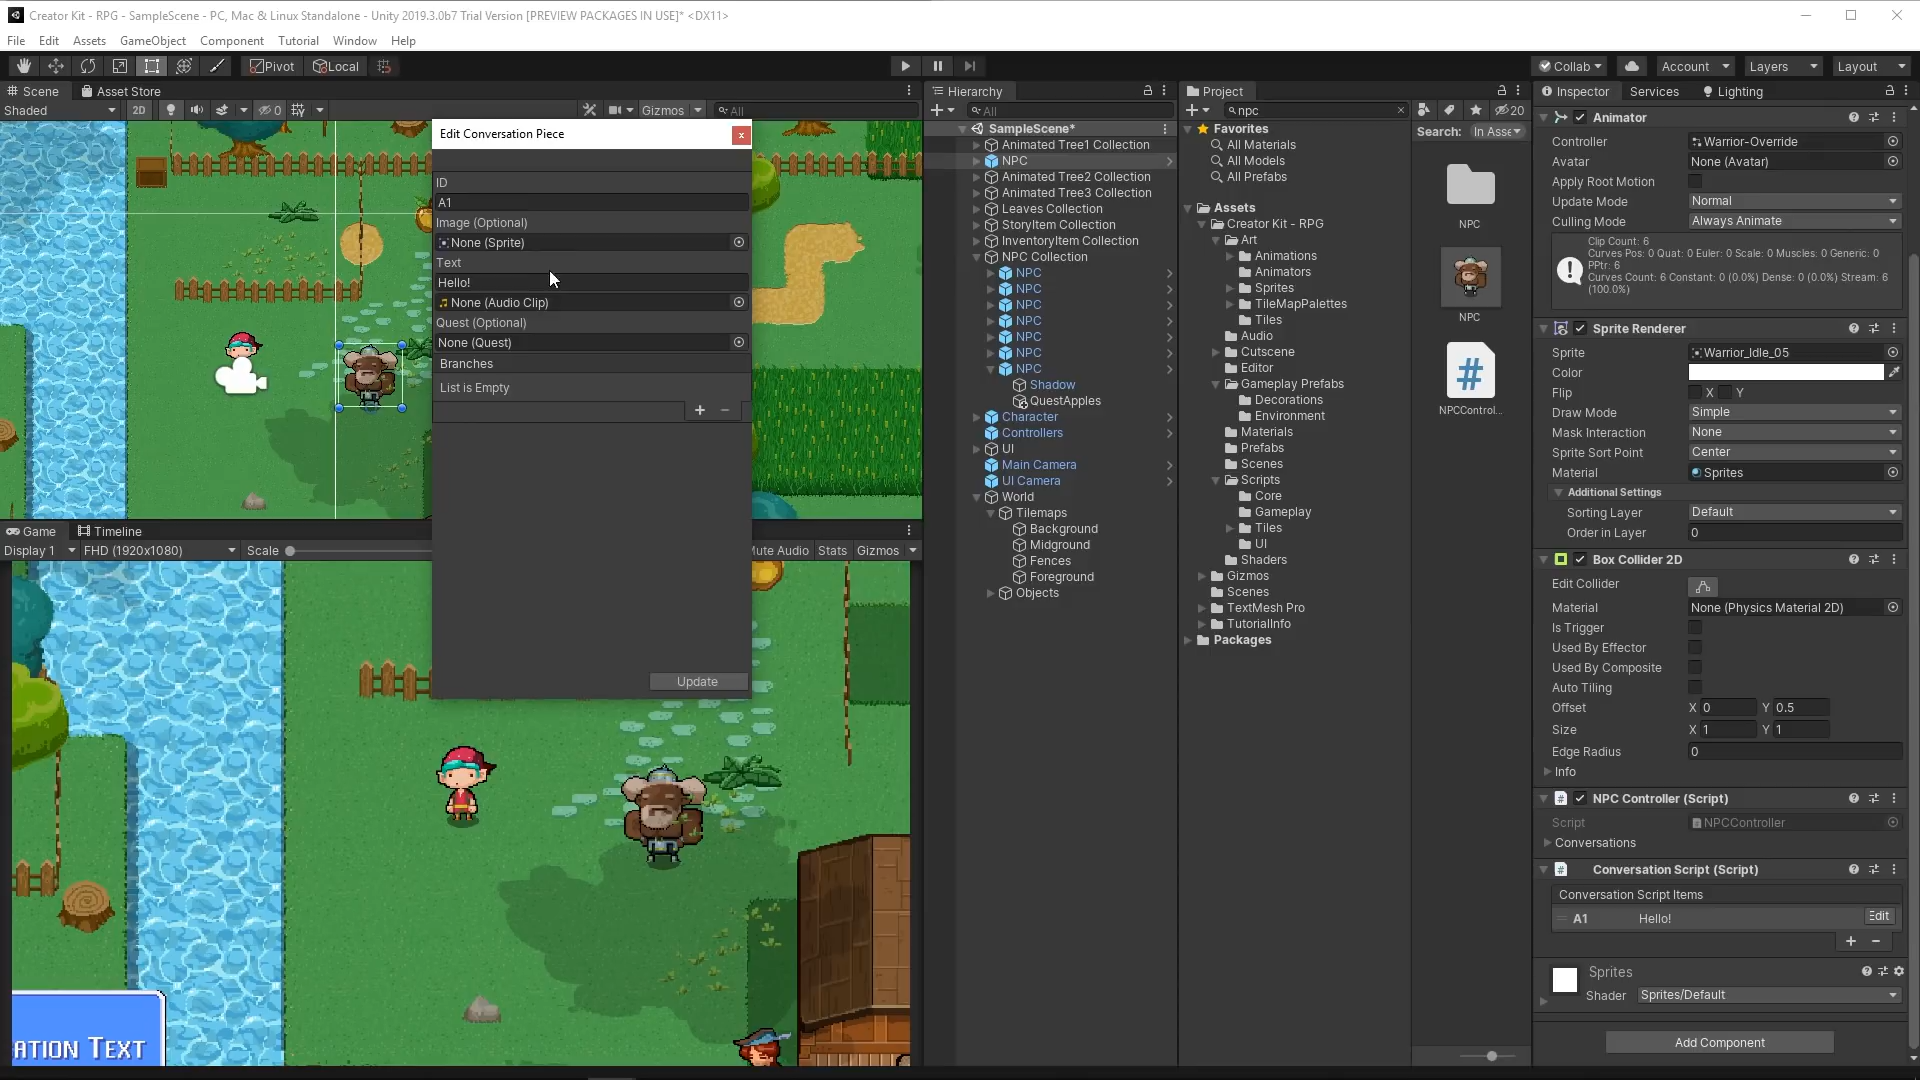 Creator Kit - RPG - SampleScene - PC, Mac & Linux Standalone - Unity 2019.3.0b7 Trial Version [PREVIEW PACKAGES IN USE]* <DX11>
File Edit Assets GameObject Component Tutorial Window Help
Pivot Local Collab Account Layers Layout
Scene Asset Store
Shaded 2D 0 Gizmos All
Edit Conversation Piece
ID
A1
Image (Optional)
None (Sprite)
Text
Hello!
None (Audio Clip)
Quest (Optional)
None (Quest)
Branches
List is Empty
Update
Game Timeline
Display 1 FHD (1920x1080) Scale Mute Audio Stats Gizmos
ATION TEXT
Hierarchy
All
SampleScene*
Animated Tree1 Collection
NPC
Animated Tree2 Collection
Animated Tree3 Collection
Leaves Collection
StoryItem Collection
InventoryItem Collection
NPC Collection
NPC
NPC
NPC
NPC
NPC
NPC
NPC
Shadow
QuestApples
Character
Controllers
UI
Main Camera
UI Camera
World
Tilemaps
Background
Midground
Fences
Foreground
Objects
Project
npc 20
Favorites
All Materials
All Models
All Prefabs
Assets
Creator Kit - RPG
Art
Animations
Animators
Sprites
TileMapPalettes
Tiles
Audio
Cutscene
Editor
Gameplay Prefabs
Decorations
Environment
Materials
Prefabs
Scenes
Scripts
Core
Gameplay
Tiles
UI
Shaders
Gizmos
Scenes
TextMesh Pro
TutorialInfo
Packages
Search: In Asse
NPC
NPC
NPCControl...
Inspector Services Lighting
Animator
Controller Warrior-Override
Avatar None (Avatar)
Apply Root Motion
Update Mode Normal
Culling Mode Always Animate
Clip Count: 6
Curves Pos: 0 Quat: 0 Euler: 0 Scale: 0 Muscles: 0 Generic: 0
PPtr: 6
Curves Count: 6 Constant: 0 (0.0%) Dense: 0 (0.0%) Stream: 6
(100.0%)
Sprite Renderer
Sprite Warrior_Idle_05
Color
Flip X Y
Draw Mode Simple
Mask Interaction None
Sprite Sort Point Center
Material Sprites
Additional Settings
Sorting Layer Default
Order in Layer 0
Box Collider 2D
Edit Collider
Material None (Physics Material 2D)
Is Trigger
Used By Effector
Used By Composite
Auto Tiling
Offset X 0 Y 0.5
Size X 1 Y 1
Edge Radius 0
Info
NPC Controller (Script)
Script NPCController
Conversations
Conversation Script (Script)
Conversation Script Items
A1 Hello! Edit
Sprites
Shader Sprites/Default
Add Component